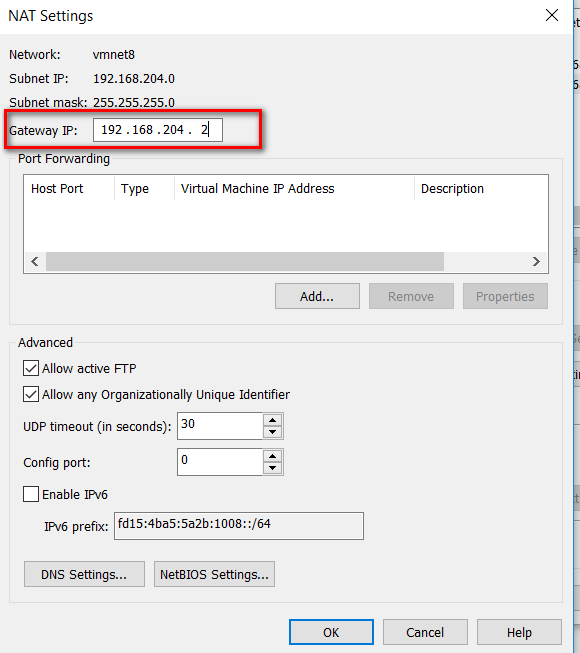 NAT Settings
Network: vmnet8
Subnet IP: 192.168.204.0
Subnet mask: 255.255.255.0
Gateway IP: 192 . 168 . 204 . 2
Port Forwarding
Host Port Type Virtual Machine IP Address Description
Add... Remove Properties
Advanced
Allow active FTP
Allow any Organizationally Unique Identifier
UDP timeout (in seconds): 30
Config port: 0
Enable IPv6
IPv6 prefix: fd15:4ba5:5a2b:1008::/64
DNS Settings... NetBIOS Settings...
OK Cancel Help